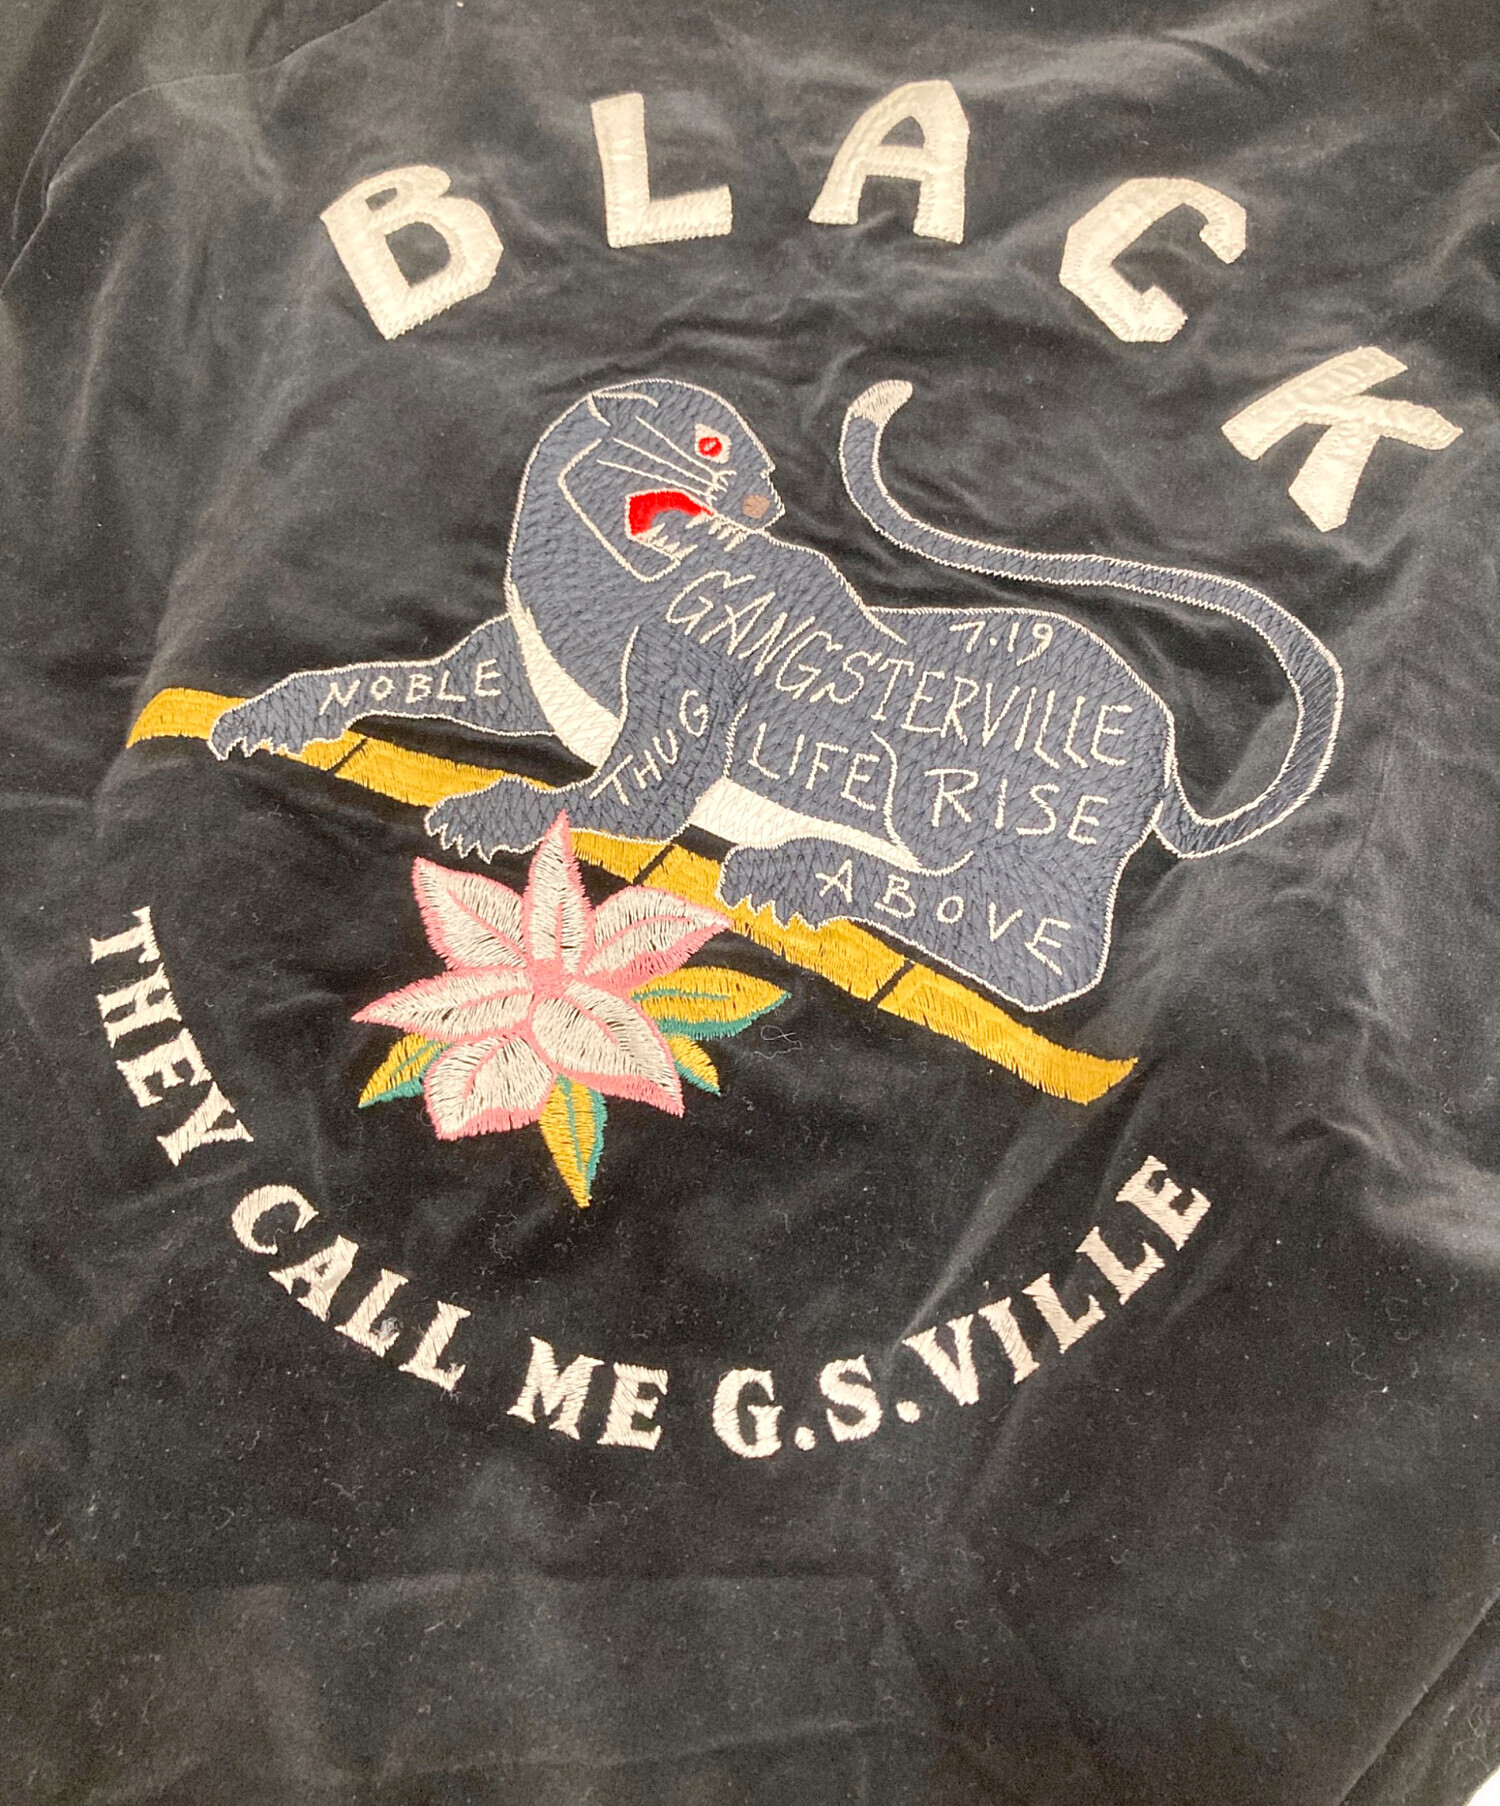 BLACK
7.19
GANGSTERVILLE
NOBLE
THUG
LIFE
RISE
ABOVE
THEY CALL ME G.S.VILLE